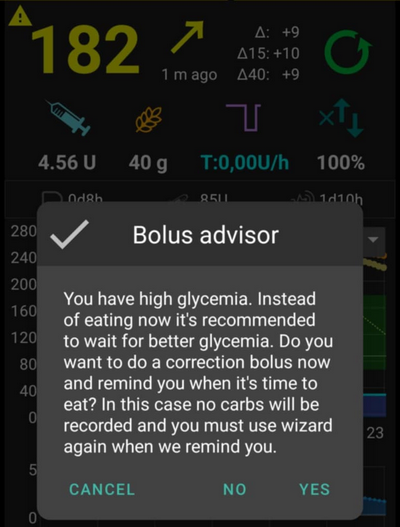 182
Δ: +9
Δ15: +10
Δ40: +9
1 m ago
4.56 U 40 g T:0,00U/h 100%
0d8h 85U 1d10h
Bolus advisor
You have high glycemia. Instead
of eating now it's recommended
to wait for better glycemia. Do you
want to do a correction bolus now
and remind you when it's time to
eat? In this case no carbs will be
recorded and you must use wizard
again when we remind you.
CANCEL NO YES
280
240
200
160
120
80
40
0
23
5
0